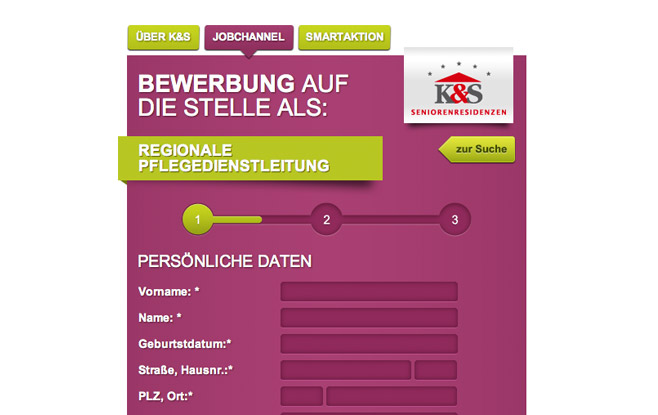 ÜBER K&S JOBCHANNEL SMARTAKTION
BEWERBUNG AUF
DIE STELLE ALS:
K&S
SENIORENRESIDENZEN
REGIONALE
PFLEGEDIENSTLEITUNG
zur Suche
1 2 3
PERSÖNLICHE DATEN
Vorname: *
Name: *
Geburtstdatum:*
Straße, Hausnr.:*
PLZ, Ort:*